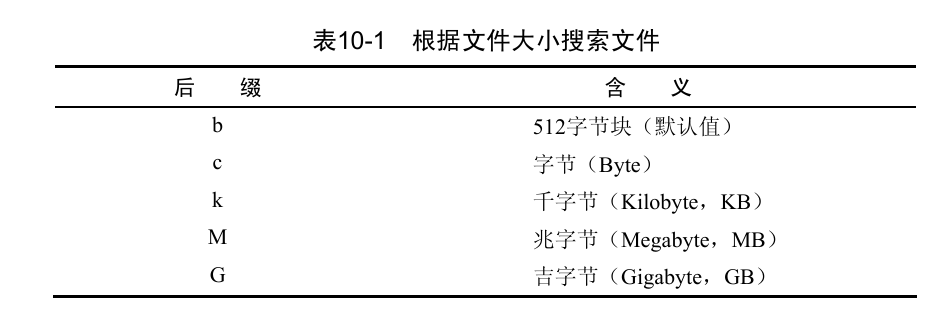 表10-1 根据文件大小搜索文件
后 缀 含 义
b 512字节块（默认值）
c 字节（Byte）
k 千字节（Kilobyte，KB）
M 兆字节（Megabyte，MB）
G 吉字节（Gigabyte，GB）